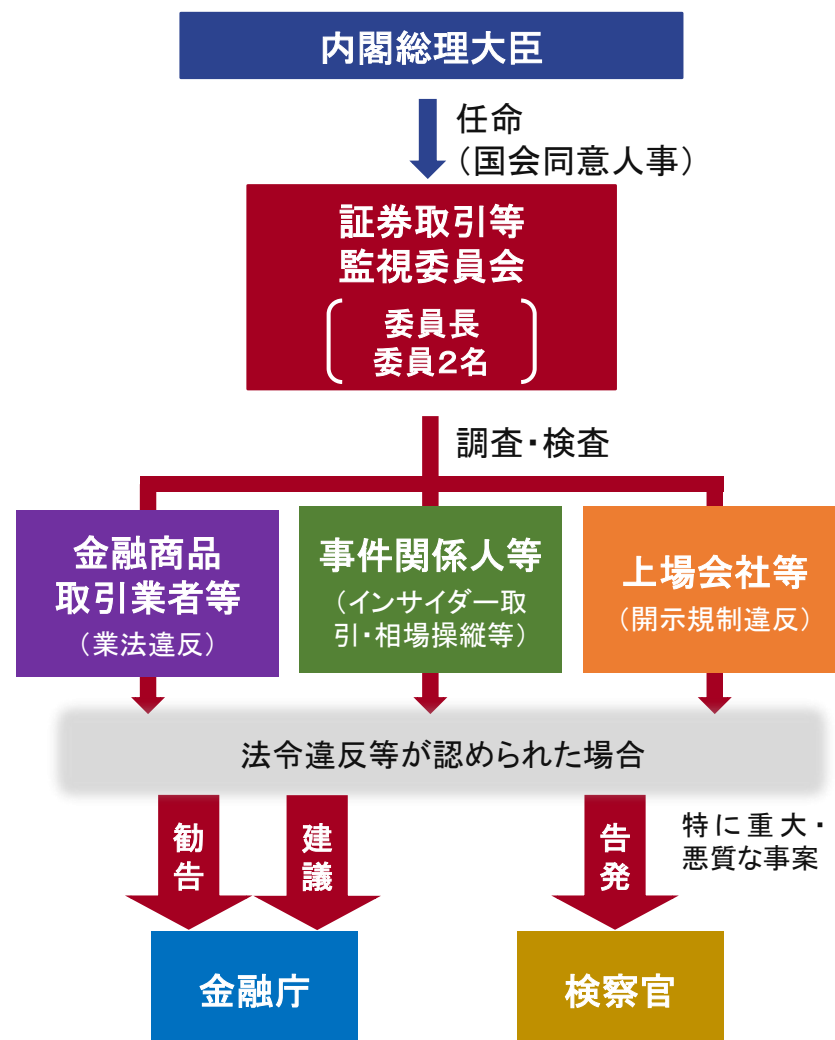 内閣総理大臣
任命
（国会同意人事）
証券取引等
監視委員会
委員長
委員２名
調査・検査
金融商品
取引業者等
（業法違反）
事件関係人等
（インサイダー取
引・相場操縦等）
上場会社等
（開示規制違反）
法令違反等が認められた場合
勧告
建議
告発
特に重大・
悪質な事案
金融庁
検察官